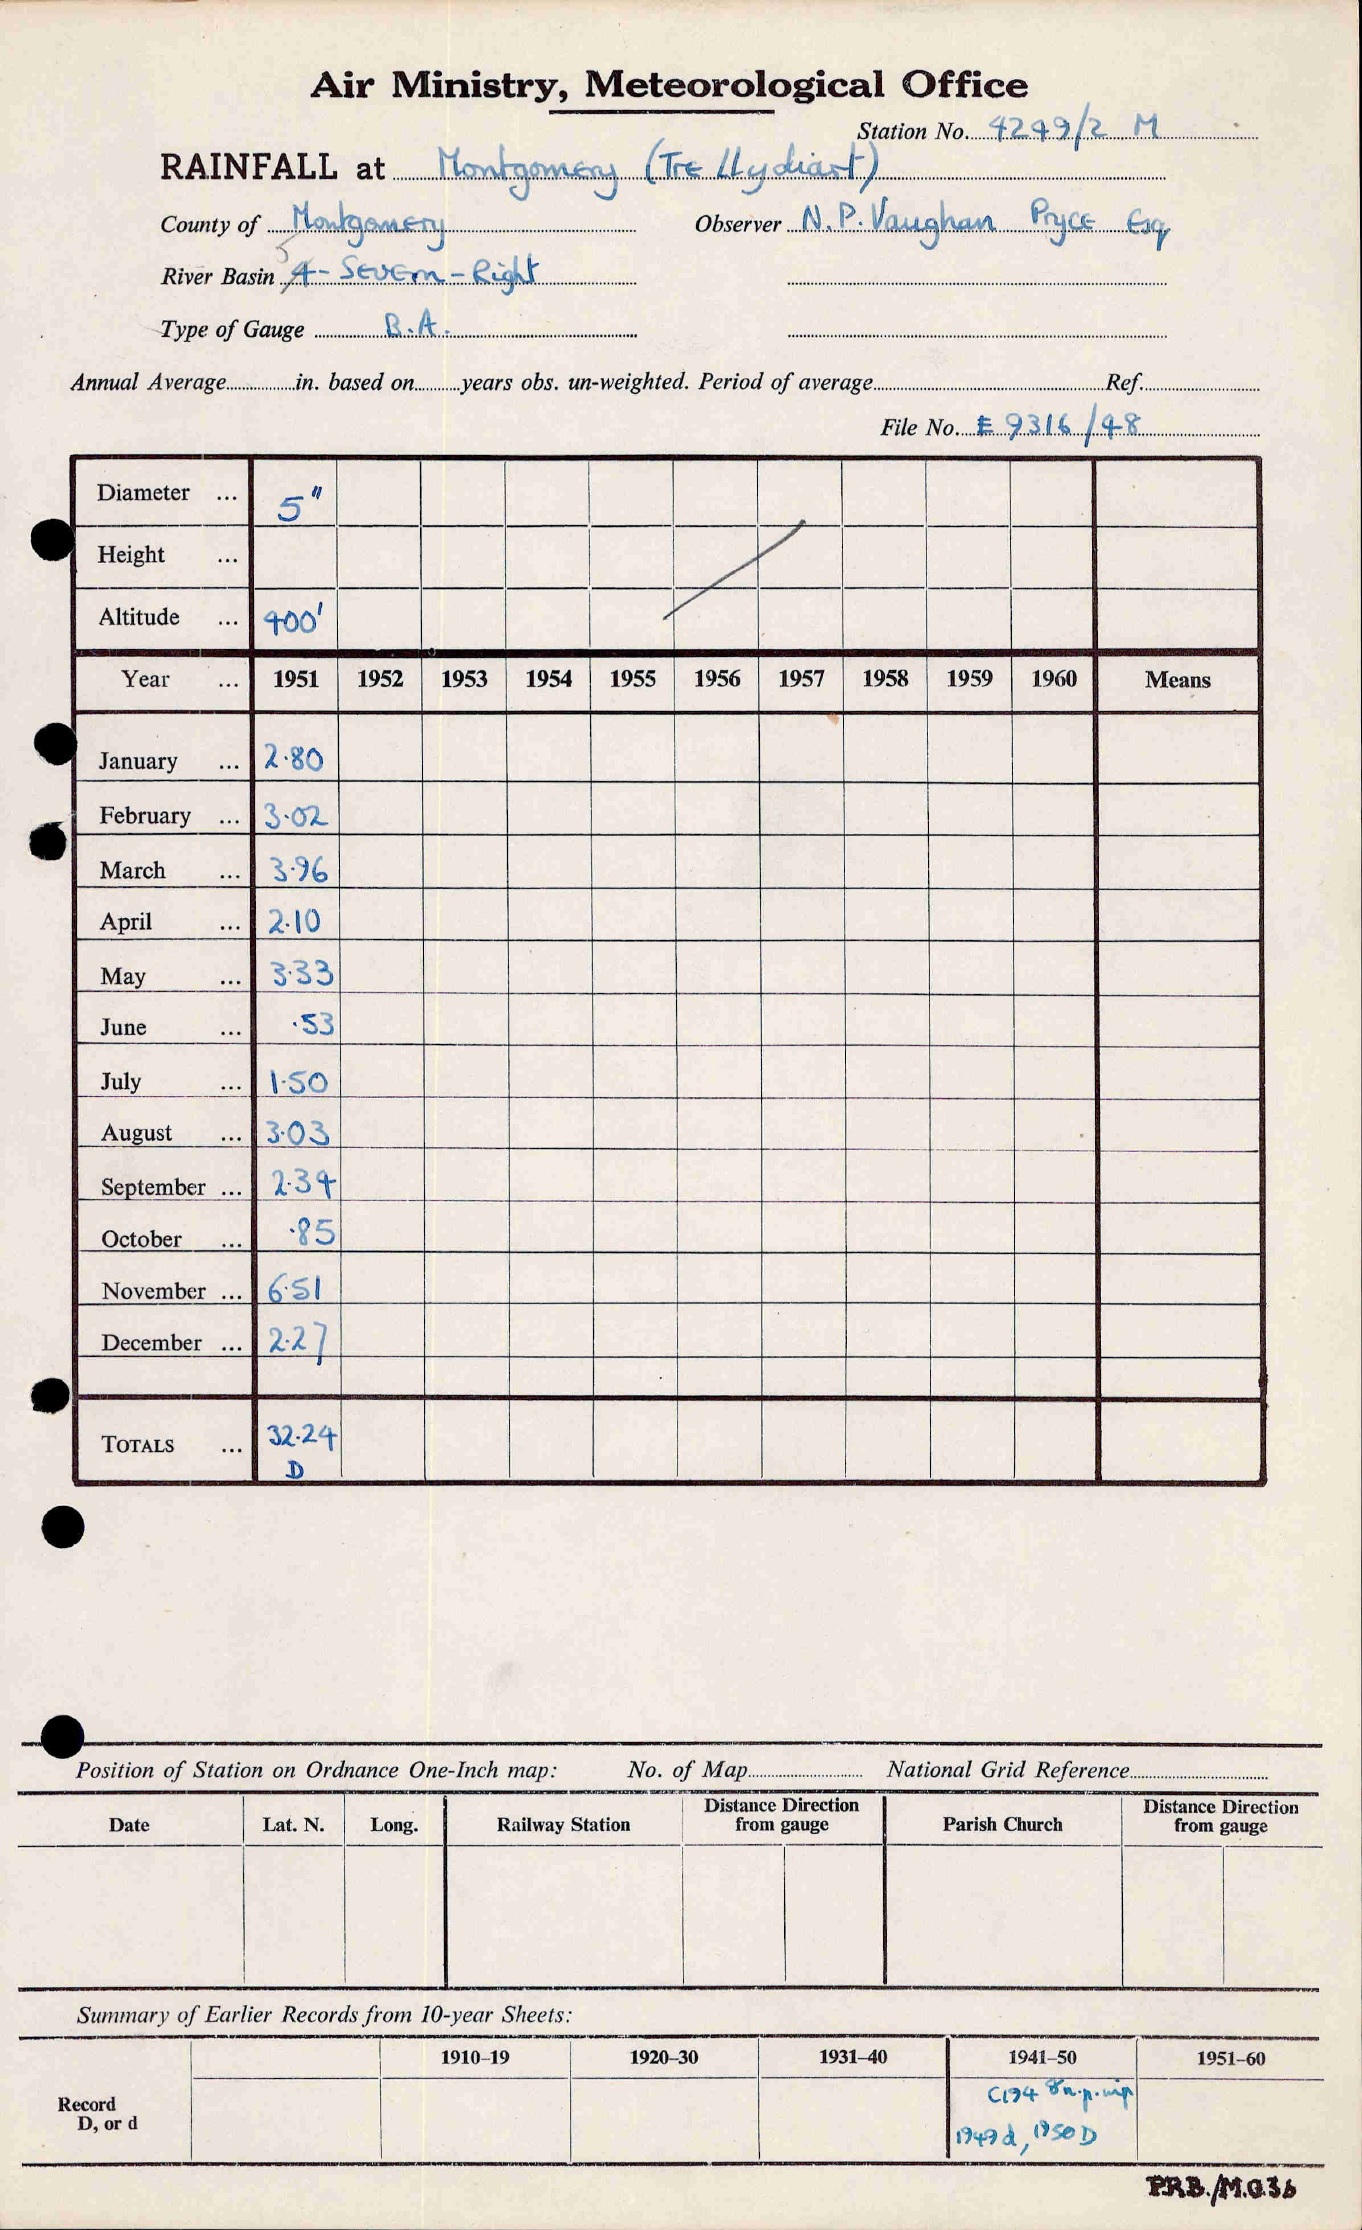 Air Ministry, Meteorological Office
Station No. 4249/2 M
RAINFALL at Montgomery (Tre Llydiart)
County of Montgomery Observer N.P. Vaughan Pryce Esq
River Basin 5 4 - Severn - Right
Type of Gauge B.A.
Annual Average in. based on years obs. un-weighted. Period of average Ref.
File No. E 9316/48
Diameter ... 5"
Height ...
Altitude ... 400'
Year ... 1951 1952 1953 1954 1955 1956 1957 1958 1959 1960 Means
January ... 2.80
February ... 3.02
March ... 3.96
April ... 2.10
May ... 3.33
June ... .53
July ... 1.50
August ... 3.03
September ... 2.34
October ... .85
November ... 6.51
December ... 2.27
TOTALS ... 32.24
D
Position of Station on Ordnance One-Inch map: No. of Map National Grid Reference
Date Lat. N. Long. Railway Station Distance Direction from gauge Parish Church Distance Direction from gauge
Summary of Earlier Records from 10-year Sheets:
1910–19 1920–30 1931–40 1941–50 1951–60
Record
D, or d
C194 8
1949d, 1950D